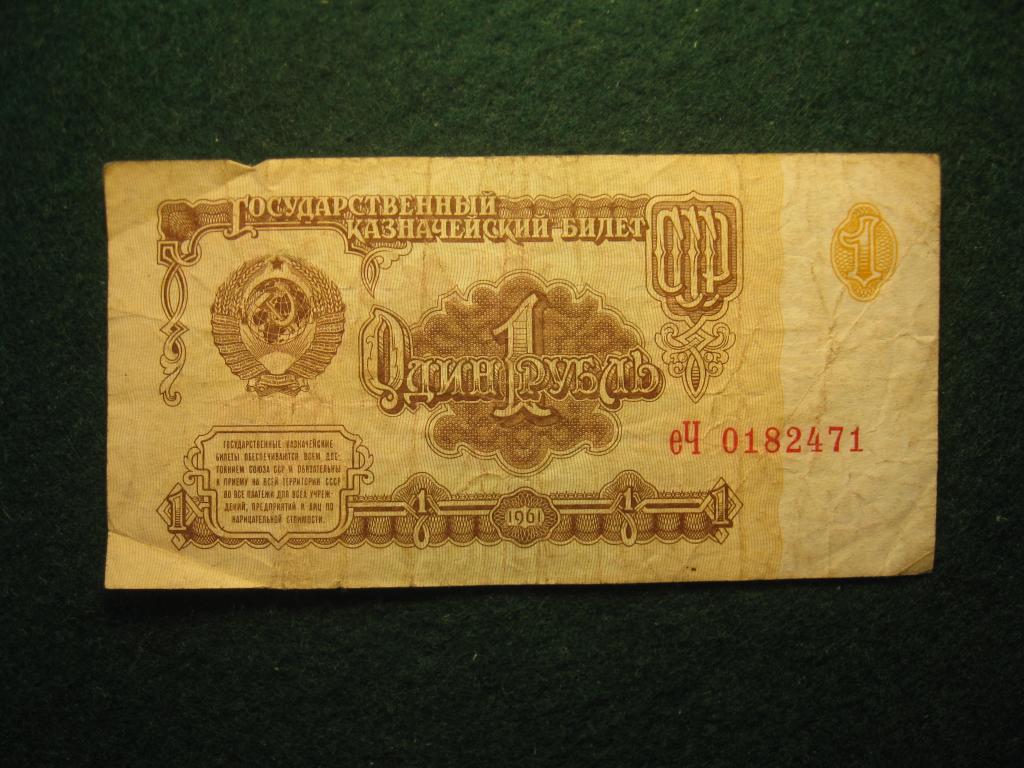 Государственный
казначейский билет
СССР
1
Один 1 рубль
еЧ 0182471
ГОСУДАРСТВЕННЫЕ КАЗНАЧЕЙСКИЕ
БИЛЕТЫ ОБЕСПЕЧИВАЮТСЯ ВСЕМ ДОС-
ТОЯНИЕМ СОЮЗА ССР И ОБЯЗАТЕЛЬНЫ
К ПРИЕМУ НА ВСЕЙ ТЕРРИТОРИИ СССР
ВО ВСЕ ПЛАТЕЖИ ДЛЯ ВСЕХ УЧРЕЖ-
ДЕНИЙ, ПРЕДПРИЯТИЙ И ЛИЦ ПО
НАРИЦАТЕЛЬНОЙ СТОИМОСТИ.
1 1 1961 1 1